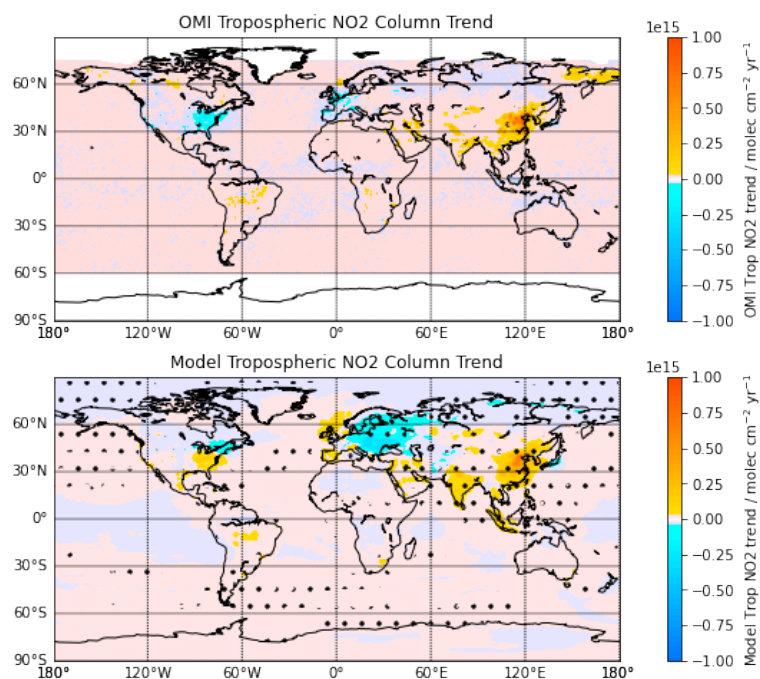 OMI Tropospheric NO2 Column Trend
1e15
60°N
30°N
0°
30°S
60°S
90°S
180° 120°W 60°W 0° 60°E 120°E 180°
1.00
0.75
0.50
0.25
0.00
−0.25
−0.50
−0.75
−1.00
OMI Trop NO2 trend / molec cm⁻² yr⁻¹
Model Tropospheric NO2 Column Trend
1e15
60°N
30°N
0°
30°S
60°S
90°S
180° 120°W 60°W 0° 60°E 120°E 180°
1.00
0.75
0.50
0.25
0.00
−0.25
−0.50
−0.75
−1.00
Model Trop NO2 trend / molec cm⁻² yr⁻¹